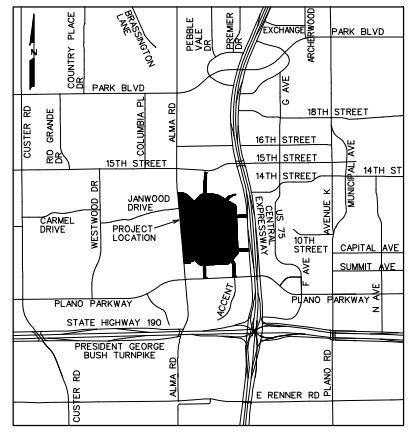 COUNTRY PLACE
DR
BRASSINGTON
LANE
PEBBLE
VALE
DR
PREMIER
DR
EXCHANGE
ARCHERWOOD
PARK BLVD
N
PARK BLVD
G AVE
CUSTER RD
RIO GRANDE
DR
COLUMBIA PL
ALMA RD
18TH STREET
16TH STREET
15TH STREET
15TH STREET
14TH STREET
14TH ST
MUNICIPAL AVE
WESTWOOD DR
JANWOOD
DRIVE
CARMEL
DRIVE
PROJECT
LOCATION
US 75
CENTRAL
EXPRESSWAY
AVENUE K
10TH
STREET
CAPITAL AVE
SUMMIT AVE
F AVE
N AVE
PLANO PARKWAY
ACCENT
PLANO PARKWAY
STATE HIGHWAY 190
PRESIDENT GEORGE
BUSH TURNPIKE
CUSTER RD
ALMA RD
E RENNER RD
PLANO RD